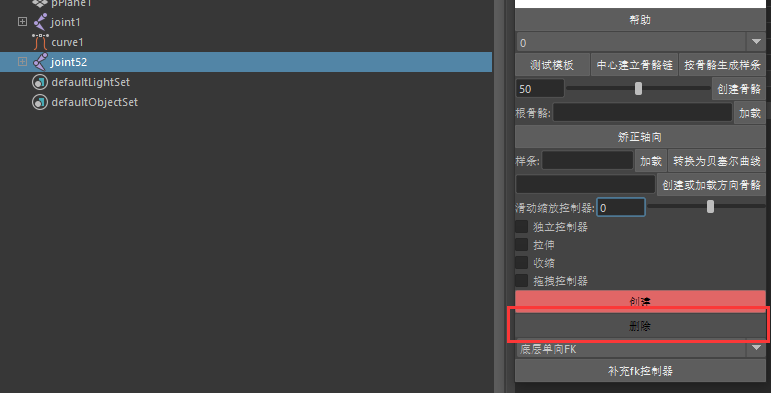 pPlane1
joint1
curve1
joint52
defaultLightSet
defaultObjectSet
帮助
0
测试模板 中心建立骨骼链 按骨骼生成样条
50 创建骨骼
根骨骼: 加载
矫正轴向
样条: 加载 转换为贝塞尔曲线
创建或加载方向骨骼
滑动缩放控制器: 0
独立控制器
拉伸
收缩
拖拽控制器
创建
删除
底层单向FK
补充fk控制器